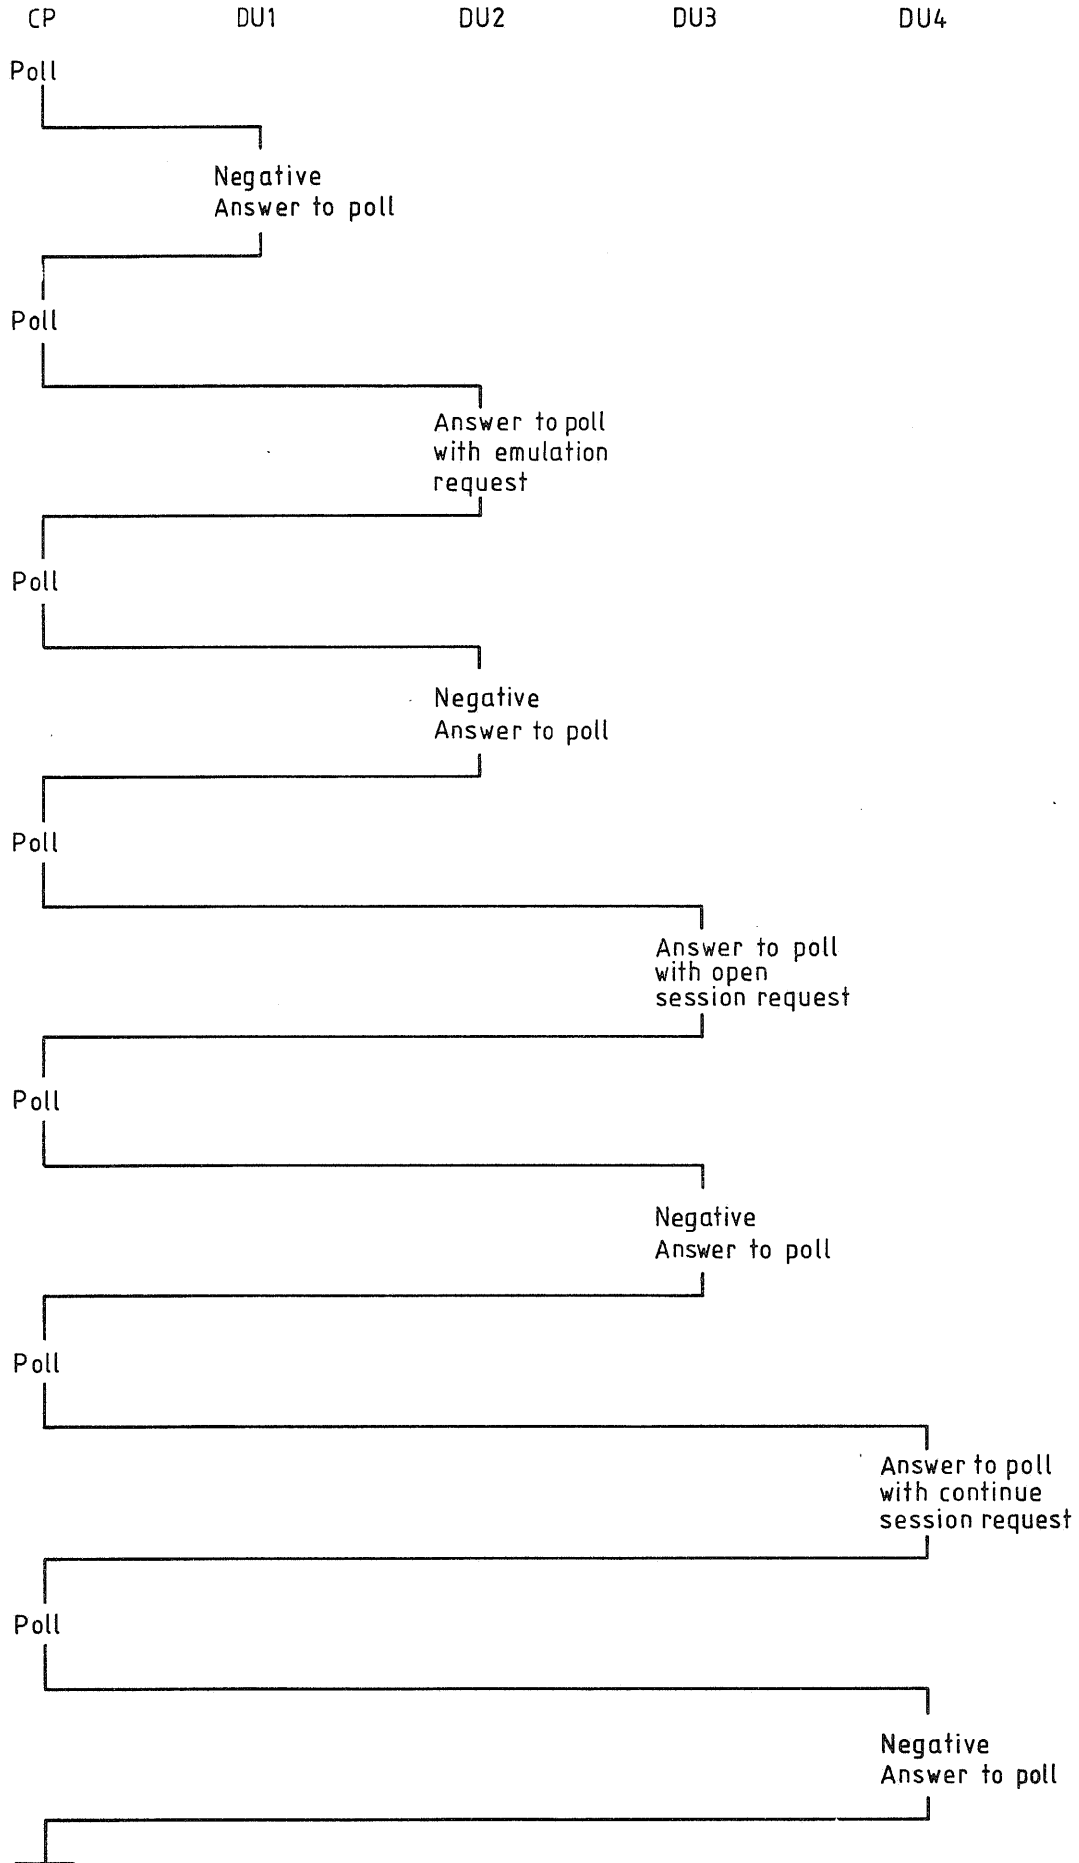 CP DU1 DU2 DU3 DU4
Poll
Negative
Answer to poll
Poll
Answer to poll
with emulation
request
Poll
Negative
Answer to poll
Poll
Answer to poll
with open
session request
Poll
Negative
Answer to poll
Poll
Answer to poll
with continue
session request
Poll
Negative
Answer to poll